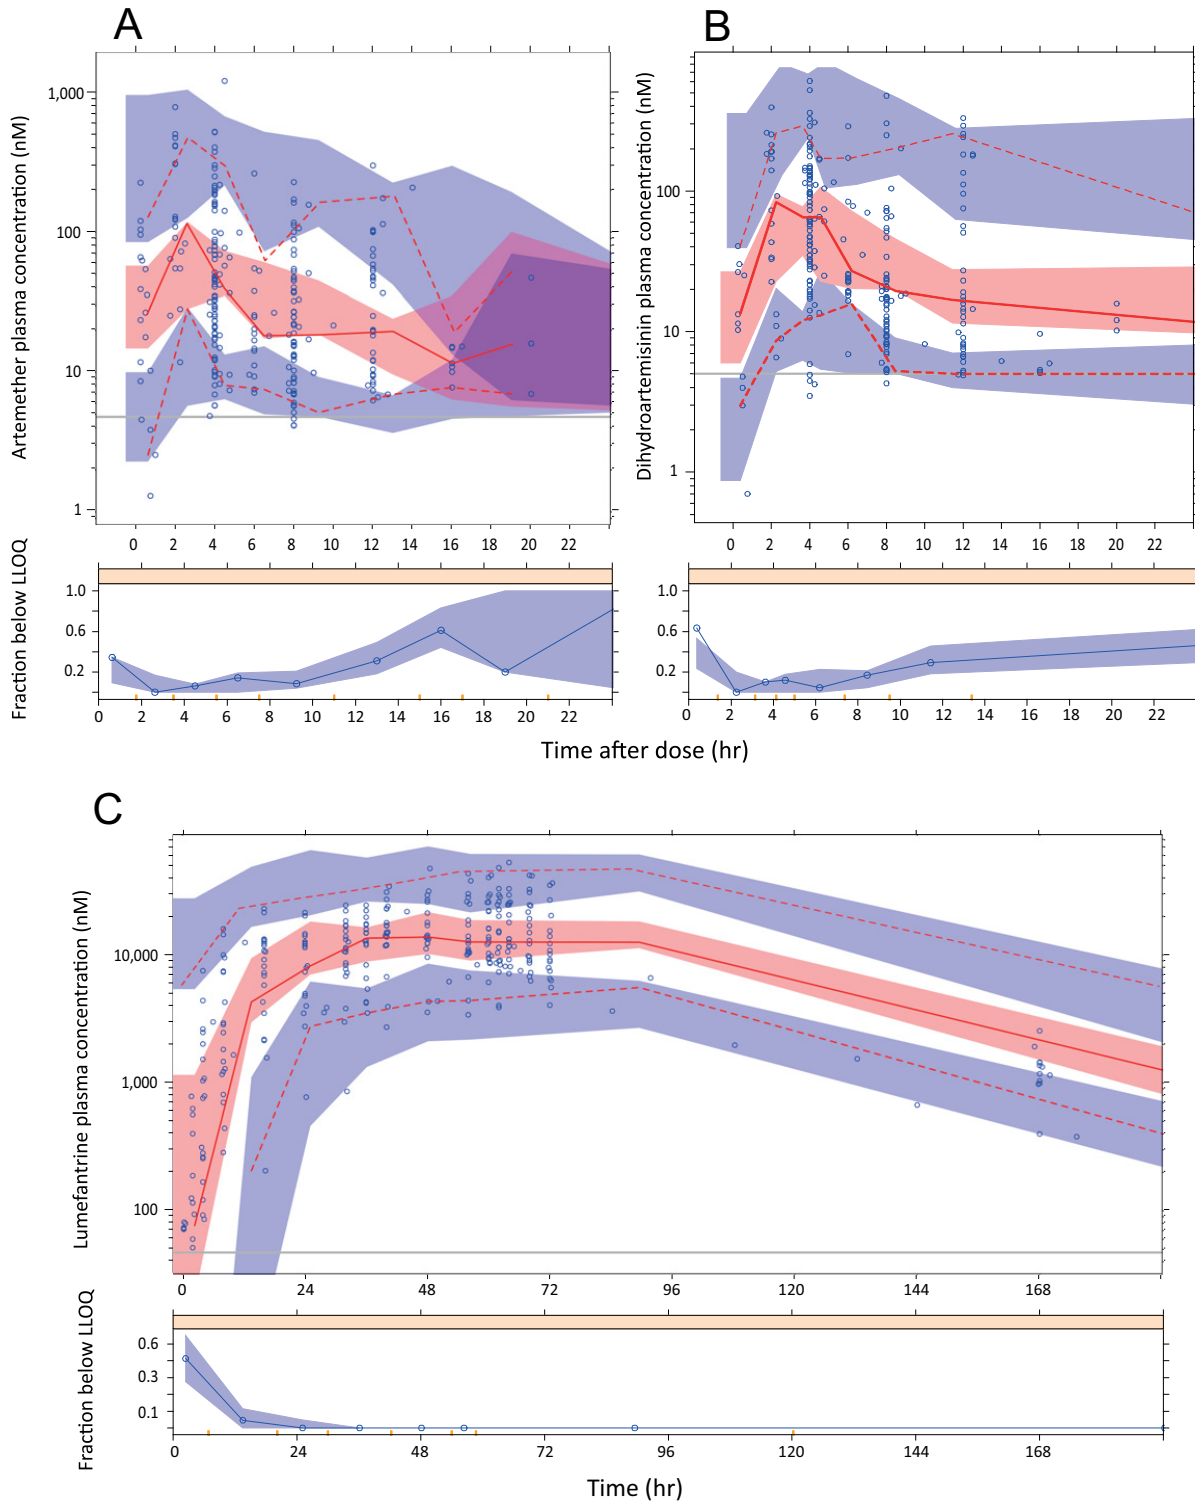 A
B
Artemether plasma concentration (nM)
1,000
100
10
1
0 2 4 6 8 10 12 14 16 18 20 22
Dihydroartemisinin plasma concentration (nM)
100
10
1
0 2 4 6 8 10 12 14 16 18 20 22
Fraction below LLOQ
1.0
0.6
0.2
0 2 4 6 8 10 12 14 16 18 20 22
1.0
0.6
0.2
0 2 4 6 8 10 12 14 16 18 20 22
Time after dose (hr)
C
Lumefantrine plasma concentration (nM)
10,000
1,000
100
0 24 48 72 96 120 144 168
Fraction below LLOQ
0.6
0.3
0.1
0 24 48 72 96 120 144 168
Time (hr)